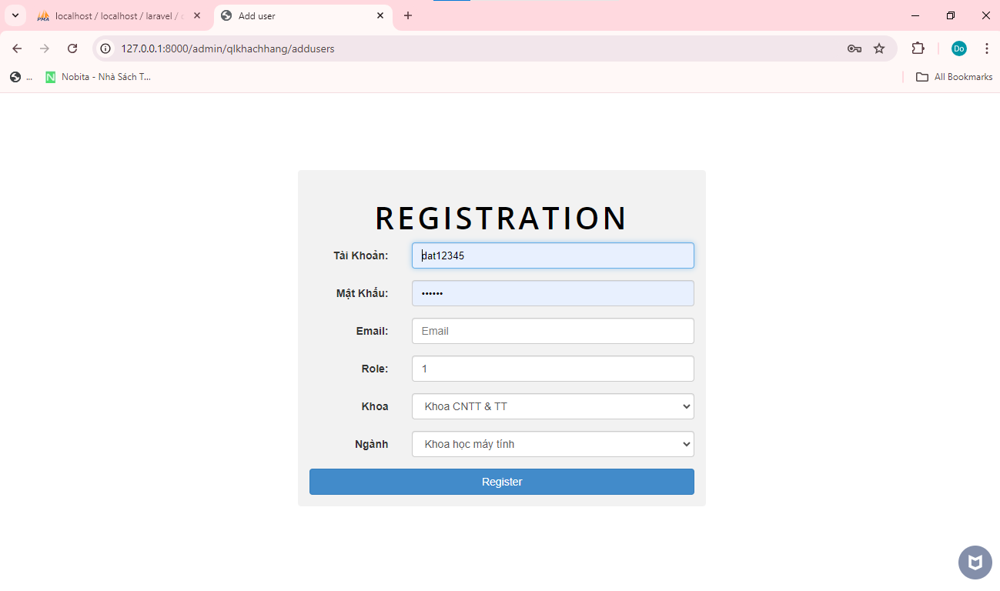 PMA localhost / localhost / laravel /
Add user
127.0.0.1:8000/admin/qlkhachhang/addusers
Do
...
Nobita - Nhà Sách T...
All Bookmarks
REGISTRATION
Tài Khoản:
dat12345
Mật Khẩu:
••••••
Email:
Email
Role:
1
Khoa
Khoa CNTT & TT
Ngành
Khoa học máy tính
Register